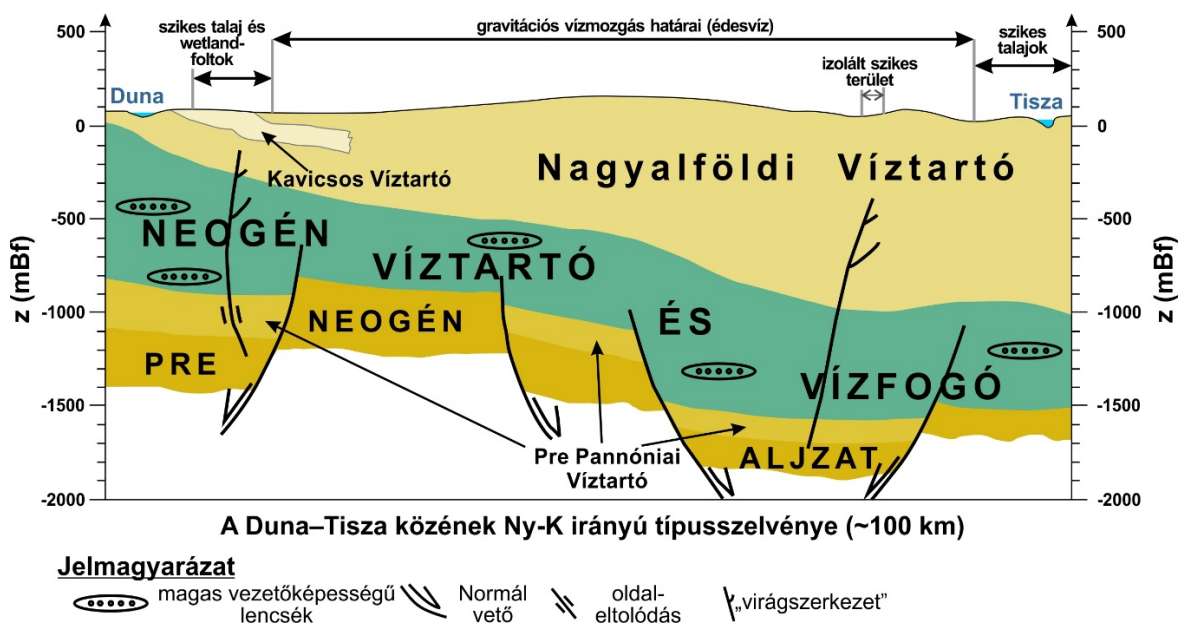 szikes talaj és
wetland-
foltok
gravitációs vízmozgás határai (édesvíz)
szikes
talajok
izolált szikes
terület
Duna
Tisza
500
0
-500
-1000
-1500
-2000
z (mBf)
500
0
-500
-1000
-1500
-2000
z (mBf)
Kavicsos Víztartó
Nagyalföldi Víztartó
NEOGÉN
VÍZTARTÓ
ÉS
VÍZFOGÓ
PRE
NEOGÉN
ALJZAT
Pre Pannóniai
Víztartó
A Duna–Tisza közének Ny-K irányú típusszelvénye (~100 km)
Jelmagyarázat
magas vezetőképességű
lencsék
Normál
vető
oldal-
eltolódás
„virágszerkezet”